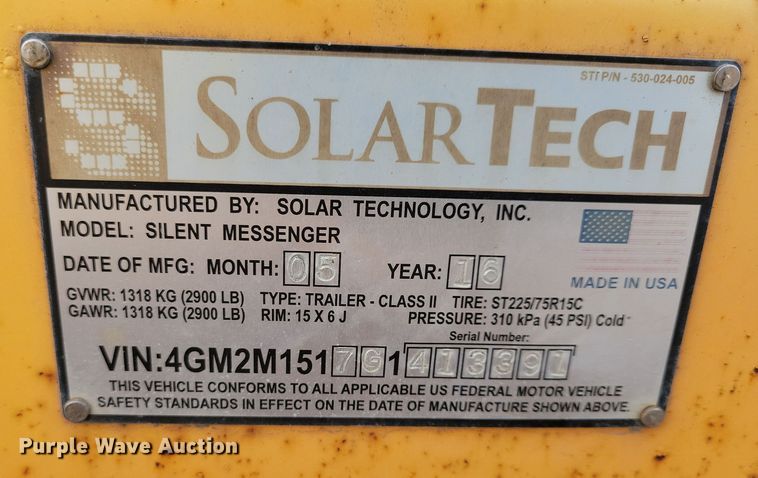 STI P/N - 530-024-005
SOLARTECH
MANUFACTURED BY: SOLAR TECHNOLOGY, INC.
MODEL: SILENT MESSENGER
DATE OF MFG: MONTH: 05 YEAR: 16
MADE IN USA
GVWR: 1318 KG (2900 LB) TYPE: TRAILER - CLASS II TIRE: ST225/75R15C
GAWR: 1318 KG (2900 LB) RIM: 15 X 6 J PRESSURE: 310 kPa (45 PSI) Cold
Serial Number:
VIN:4GM2M1517G1413391
THIS VEHICLE CONFORMS TO ALL APPLICABLE US FEDERAL MOTOR VEHICLE
SAFETY STANDARDS IN EFFECT ON THE DATE OF MANUFACTURE SHOWN ABOVE.
Purple Wave Auction